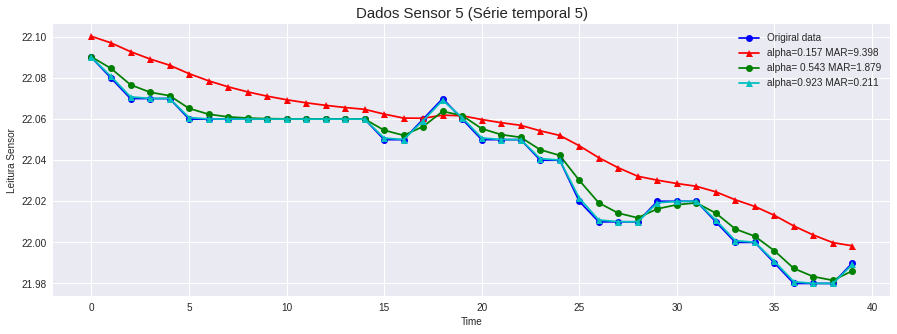 Dados Sensor 5 (Série temporal 5)
Origiral data
alpha=0.157 MAR=9.398
alpha= 0.543 MAR=1.879
alpha=0.923 MAR=0.211
Leitura Sensor
22.10
22.08
22.06
22.04
22.02
22.00
21.98
0 5 10 15 20 25 30 35 40
Time